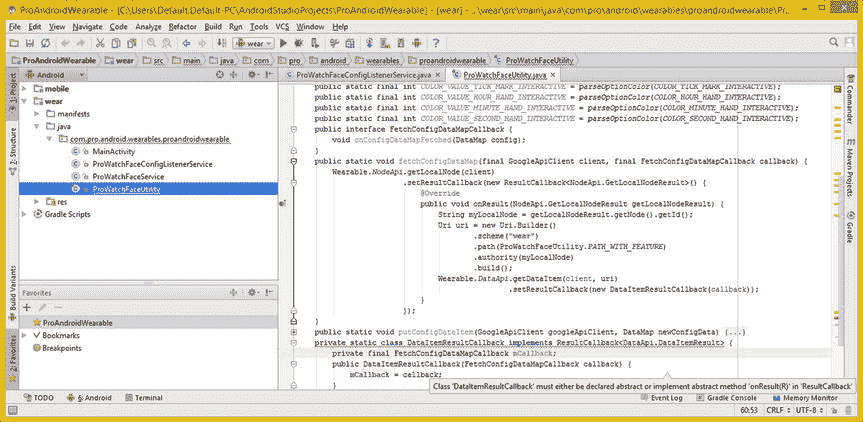 ProAndroidWearable - [C:\Users\Default.Default-PC\AndroidStudioProjects\ProAndroidWearable] - [wear] - ...\wear\src\main\java\com\pro\android\wearables\proandroidwearable\Pro...
File Edit View Navigate Code Analyze Refactor Build Run Tools VCS Window Help
wear
ProAndroidWearable wear src main java com pro android wearables proandroidwearable ProWatchFaceUtility
Android
ProWatchFaceConfigListenerService.java ProWatchFaceUtility.java
1: Project
7: Structure
Build Variants
2: Favorites
mobile
wear
manifests
java
com.pro.android.wearables.proandroidwearable
MainActivity
ProWatchFaceConfigListenerService
ProWatchFaceService
ProWatchFaceUtility
res
Gradle Scripts
Favorites
ProAndroidWearable
Bookmarks
Breakpoints
public static final int COLOR_VALUE_TICK_MARK_INTERACTIVE = parseOptionColor(COLOR_TICK_MARK_INTERACTIVE);
public static final int COLOR_VALUE_HOUR_HAND_INTERACTIVE = parseOptionColor(COLOR_HOUR_HAND_INTERACTIVE);
public static final int COLOR_VALUE_MINUTE_HAND_INTERACTIVE = parseOptionColor(COLOR_MINUTE_HAND_INTERACTIVE);
public static final int COLOR_VALUE_SECOND_HAND_INTERACTIVE = parseOptionColor(COLOR_SECOND_HAND_INTERACTIVE);
public interface FetchConfigDataMapCallback {
void onConfigDataMapFetched(DataMap config);
}
public static void fetchConfigDataMap(final GoogleApiClient client, final FetchConfigDataMapCallback callback) {
Wearable.NodeApi.getLocalNode(client)
.setResultCallback(new ResultCallback<NodeApi.GetLocalNodeResult>() {
@Override
public void onResult(NodeApi.GetLocalNodeResult getLocalNodeResult) {
String myLocalNode = getLocalNodeResult.getNode().getId();
Uri uri = new Uri.Builder()
.scheme("wear")
.path(ProWatchFaceUtility.PATH_WITH_FEATURE)
.authority(myLocalNode)
.build();
Wearable.DataApi.getDataItem(client, uri)
.setResultCallback(new DataItemResultCallback(callback));
}
});
}
public static void putConfigDataItem(GoogleApiClient googleApiClient, DataMap newConfigData) {...}
private static class DataItemResultCallback implements ResultCallback<DataApi.DataItemResult> {
private final FetchConfigDataMapCallback mCallback;
public DataItemResultCallback(FetchConfigDataMapCallback callback) {
mCallback = callback;
}
Class 'DataItemResultCallback' must either be declared abstract or implement abstract method 'onResult(R)' in 'ResultCallback'
Commander
Maven Projects
Gradle
TODO 6: Android Terminal
Event Log Gradle Console Memory Monitor
60:53 CRLF UTF-8